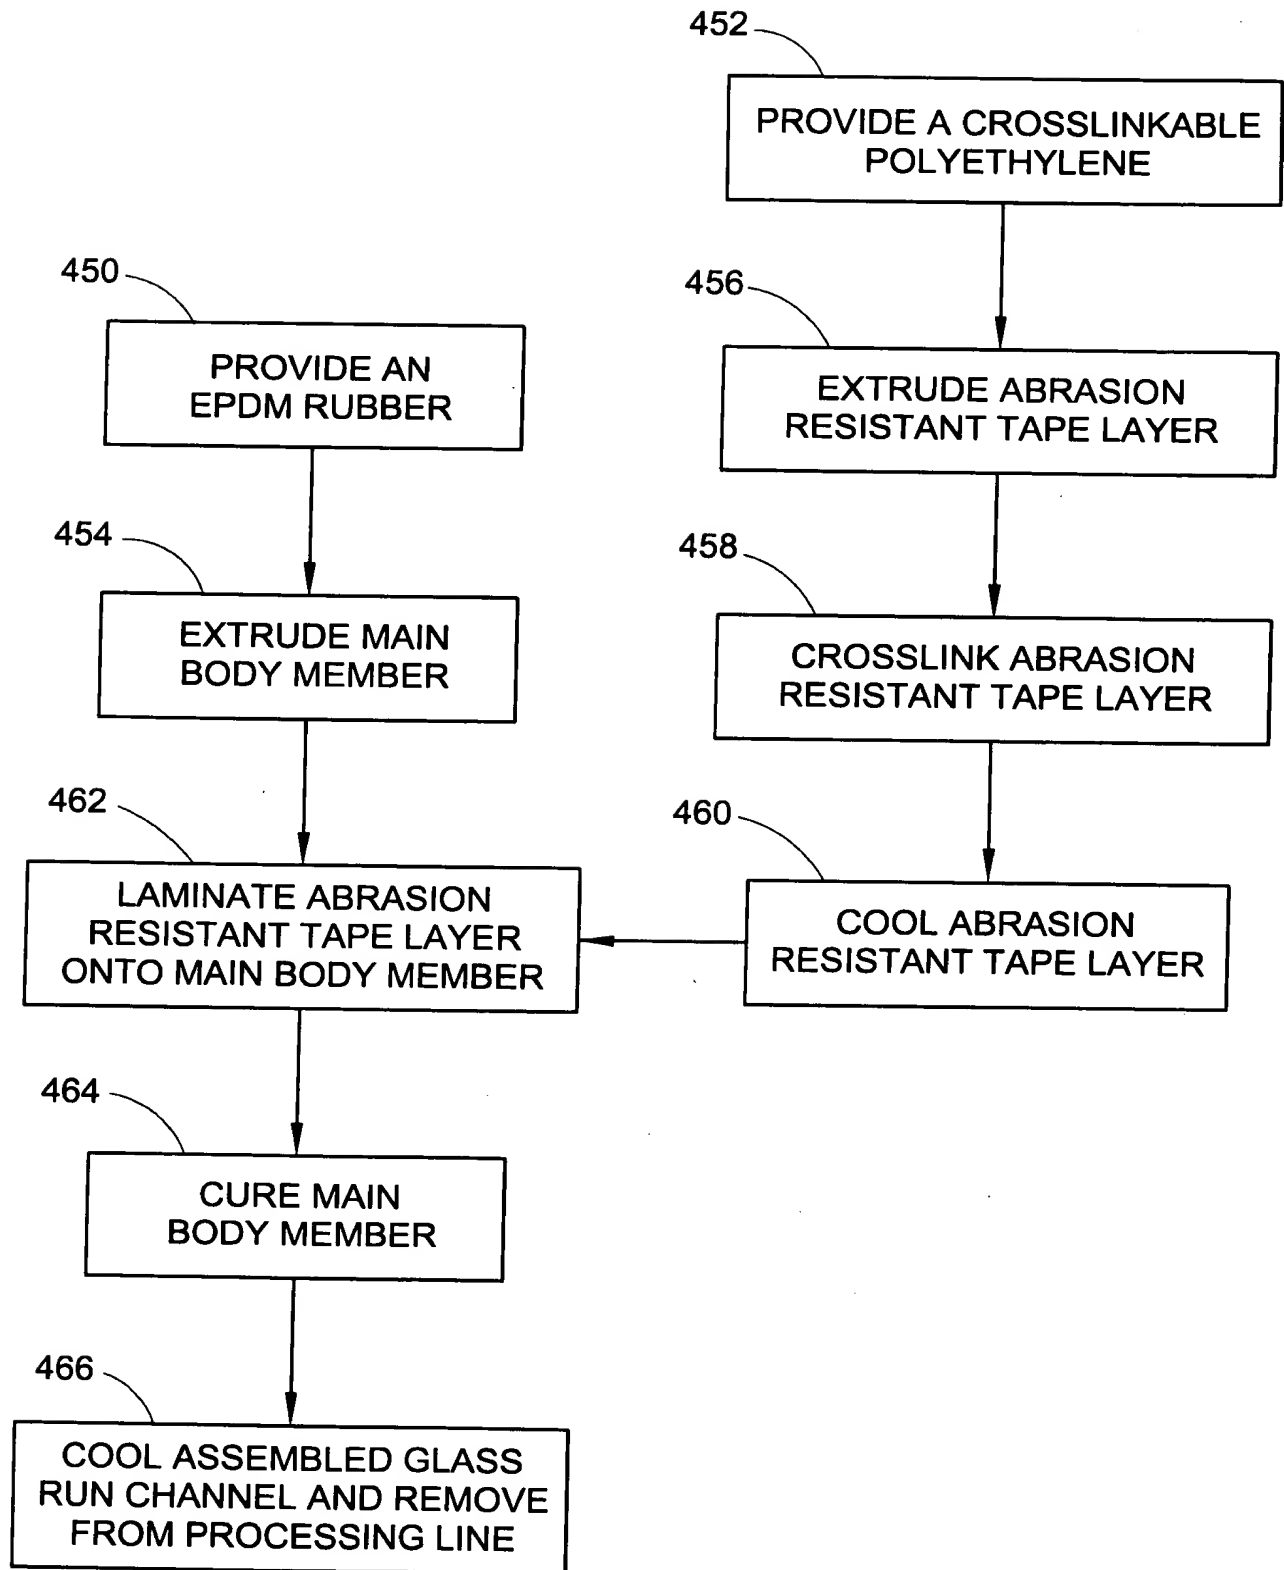 452
PROVIDE A CROSSLINKABLE
POLYETHYLENE
450
PROVIDE AN
EPDM RUBBER
456
EXTRUDE ABRASION
RESISTANT TAPE LAYER
454
EXTRUDE MAIN
BODY MEMBER
458
CROSSLINK ABRASION
RESISTANT TAPE LAYER
462
LAMINATE ABRASION
RESISTANT TAPE LAYER
ONTO MAIN BODY MEMBER
460
COOL ABRASION
RESISTANT TAPE LAYER
464
CURE MAIN
BODY MEMBER
466
COOL ASSEMBLED GLASS
RUN CHANNEL AND REMOVE
FROM PROCESSING LINE